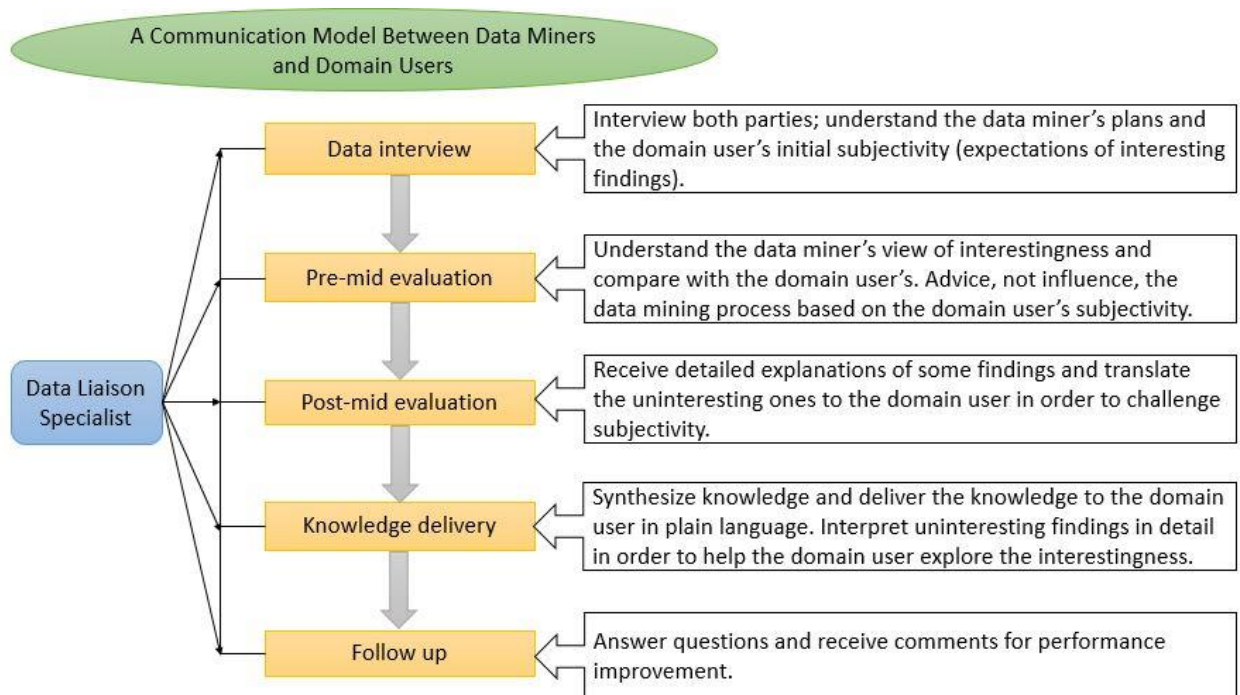 A Communication Model Between Data Miners
and Domain Users
Data interview
Interview both parties; understand the data miner’s plans and
the domain user’s initial subjectivity (expectations of interesting
findings).
Pre-mid evaluation
Understand the data miner’s view of interestingness and
compare with the domain user’s. Advice, not influence, the
data mining process based on the domain user’s subjectivity.
Data Liaison
Specialist
Post-mid evaluation
Receive detailed explanations of some findings and translate
the uninteresting ones to the domain user in order to challenge
subjectivity.
Knowledge delivery
Synthesize knowledge and deliver the knowledge to the domain
user in plain language. Interpret uninteresting findings in detail
in order to help the domain user explore the interestingness.
Follow up
Answer questions and receive comments for performance
improvement.